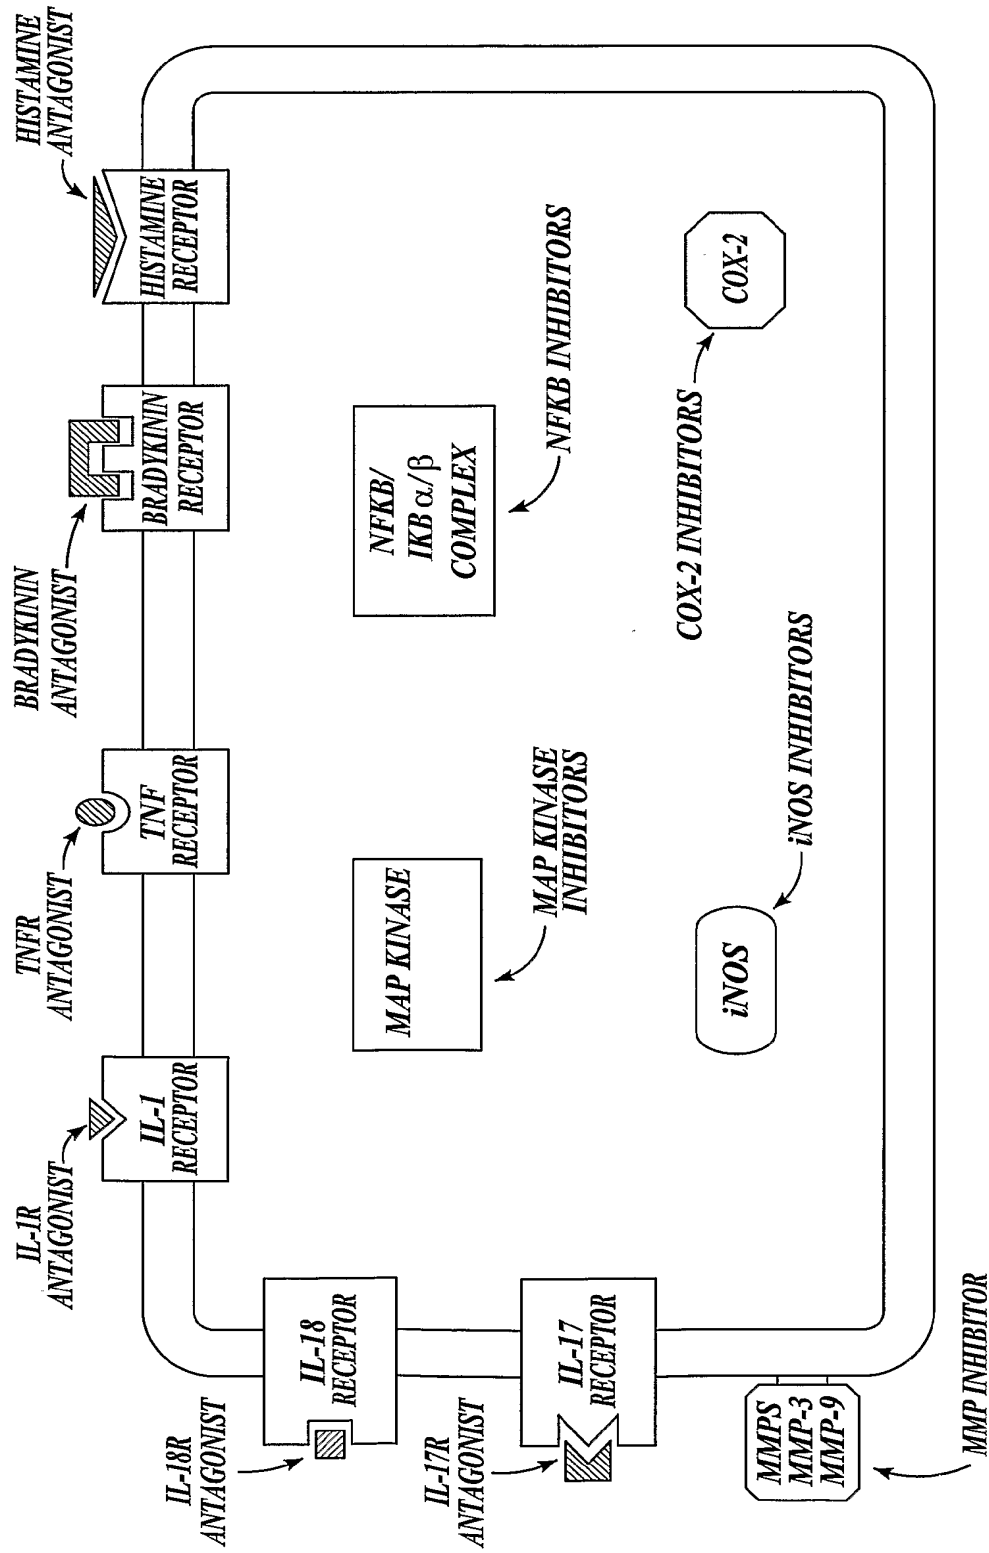 IL-1R
ANTAGONIST
TNFR
ANTAGONIST
BRADYKININ
ANTAGONIST
HISTAMINE
ANTAGONIST
IL-1
RECEPTOR
TNF
RECEPTOR
BRADYKININ
RECEPTOR
HISTAMINE
RECEPTOR
IL-18R
ANTAGONIST
IL-18
RECEPTOR
MAP KINASE
NFKB/
IKB α/β
COMPLEX
MAP KINASE
INHIBITORS
NFKB INHIBITORS
IL-17R
ANTAGONIST
IL-17
RECEPTOR
iNOS
iNOS INHIBITORS
COX-2 INHIBITORS
COX-2
MMPS
MMP-3
MMP-9
MMP INHIBITOR